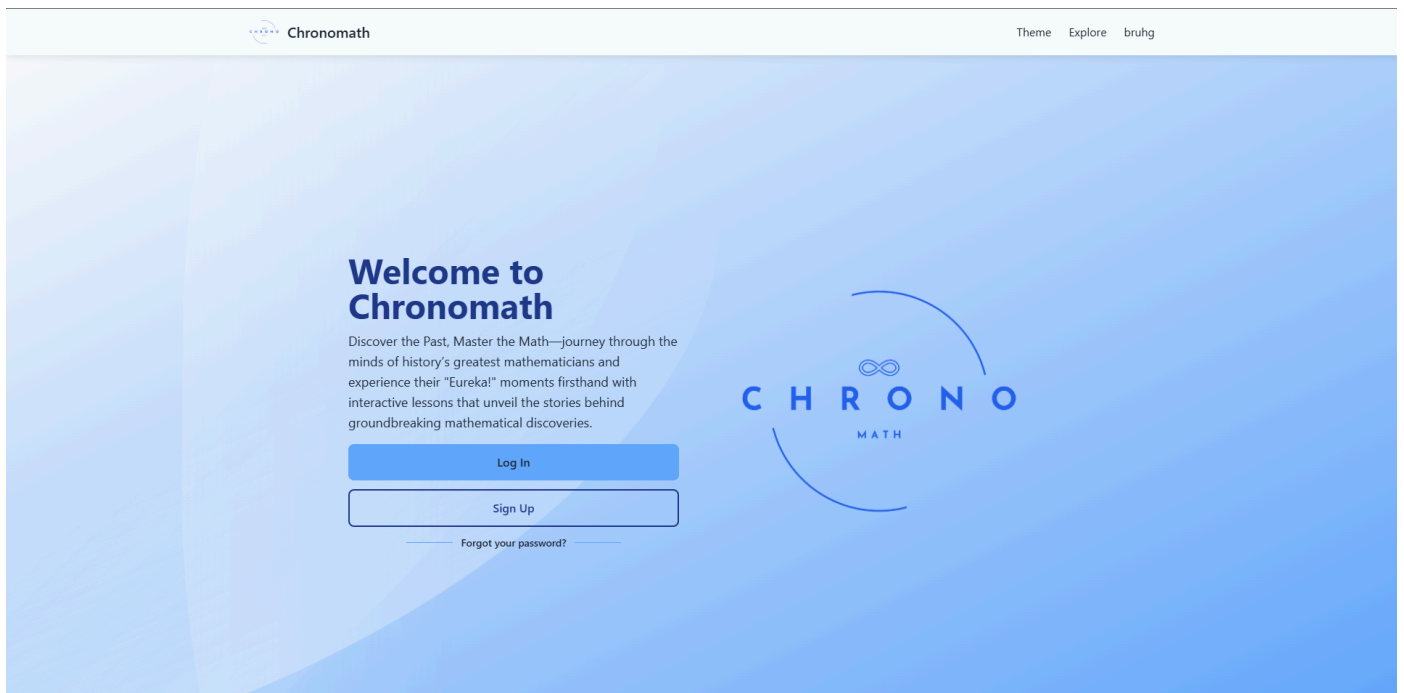 Chronomath
Theme Explore bruhg
Welcome to
Chronomath
Discover the Past, Master the Math—journey through the
minds of history's greatest mathematicians and
experience their "Eureka!" moments firsthand with
interactive lessons that unveil the stories behind
groundbreaking mathematical discoveries.
Log In
Sign Up
Forgot your password?
CHRONO
MATH